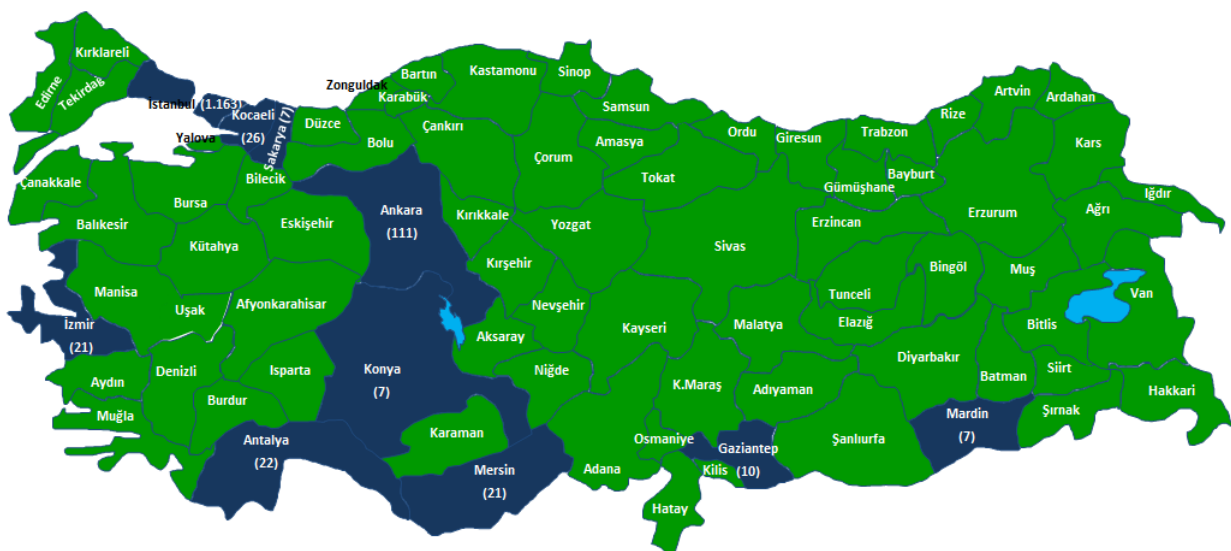 Kırklareli
Edirne
Tekirdağ
İstanbul (1.163)
Kocaeli
(26)
Sakarya (7)
Yalova
Düzce
Zonguldak
Bartın
Karabük
Kastamonu
Sinop
Samsun
Bolu
Çankırı
Çorum
Amasya
Tokat
Ordu
Giresun
Trabzon
Gümüşhane
Bayburt
Rize
Artvin
Ardahan
Kars
Iğdır
Ağrı
Erzurum
Erzincan
Çanakkale
Balıkesir
Bursa
Bilecik
Kütahya
Eskişehir
Ankara
(111)
Kırıkkale
Yozgat
Sivas
Kırşehir
Nevşehir
Kayseri
Malatya
Tunceli
Elazığ
Bingöl
Muş
Bitlis
Van
Manisa
Uşak
Afyonkarahisar
İzmir
(21)
Aydın
Denizli
Isparta
Burdur
Muğla
Konya
(7)
Aksaray
Niğde
K.Maraş
Adıyaman
Diyarbakır
Batman
Siirt
Hakkari
Şırnak
Mardin
(7)
Şanlıurfa
Gaziantep
(10)
Kilis
Osmaniye
Adana
Hatay
Karaman
Mersin
(21)
Antalya
(22)